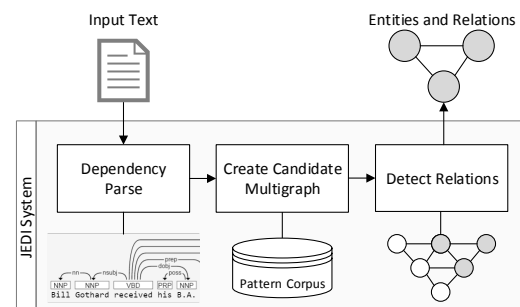 Input Text
Entities and Relations
JEDI System
Dependency
Parse
Create Candidate
Multigraph
Detect Relations
Pattern Corpus
prep
dobj
nn
nsubj
poss
NNP NNP VBD PRP NNP
Bill Gothard received his B.A.